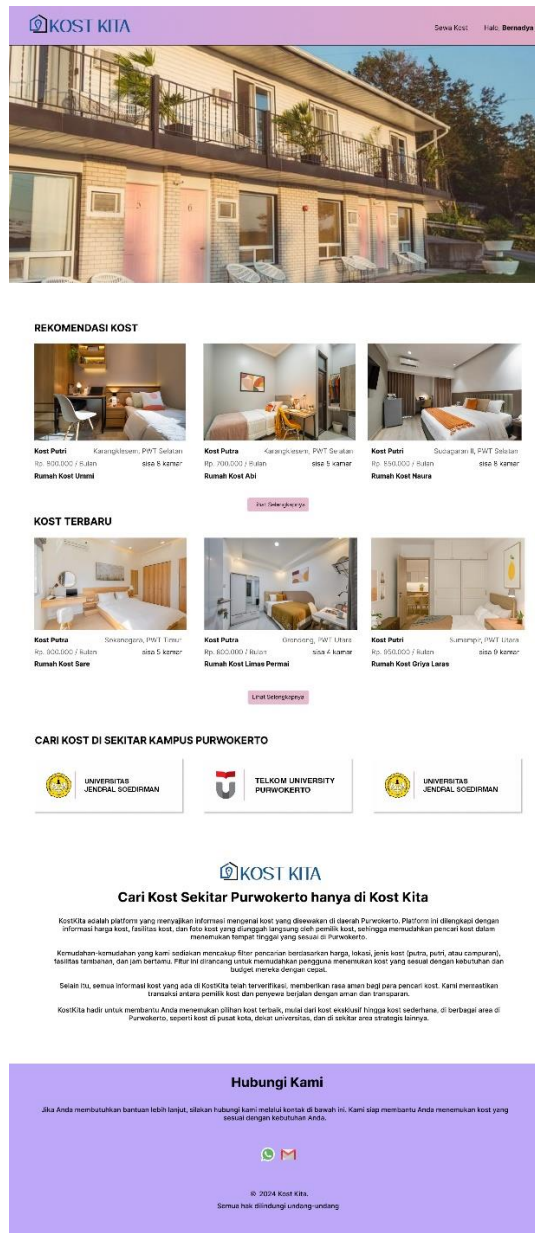 KOST KITA
Sewa Kost Halo, Bernadya
5 6
REKOMENDASI KOST
Kost Putri Karangklesem, PWT Selatan
Rp. 800.000 / Bulan sisa 6 kamar
Rumah Kost Ummi
Kost Putra Karangklesem, PWT Selatan
Rp. 700.000 / Bulan sisa 5 kamar
Rumah Kost Abi
Kost Putri Sudagaran II, PWT Selatan
Rp. 850.000 / Bulan sisa 8 kamar
Rumah Kost Naura
Lihat Selengkapnya
KOST TERBARU
Kost Putra Sokanegara, PWT Timur
Rp. 900.000 / Bulan sisa 5 kamar
Rumah Kost Sare
Kost Putra Grendeng, PWT Utara
Rp. 600.000 / Bulan sisa 4 kamar
Rumah Kost Limas Permai
Kost Putri Sumampir, PWT Utara
Rp. 950.000 / Bulan sisa 9 kamar
Rumah Kost Griya Laras
Lihat Selengkapnya
CARI KOST DI SEKITAR KAMPUS PURWOKERTO
UNIVERSITAS
JENDRAL SOEDIRMAN
TELKOM UNIVERSITY
PURWOKERTO
UNIVERSITAS
JENDRAL SOEDIRMAN
KOST KITA
Cari Kost Sekitar Purwokerto hanya di Kost Kita
KostKita adalah platform yang menyajikan informasi mengenai kost yang disewakan di daerah Purwokerto. Platform ini dilengkapi dengan
informasi harga kost, fasilitas kost, dan foto kost yang diunggah langsung oleh pemilik kost, sehingga memudahkan pencari kost dalam
menemukan tempat tinggal yang sesuai di Purwokerto.
Kemudahan-kemudahan yang kami sediakan mencakup filter pencarian berdasarkan harga, lokasi, jenis kost (putra, putri, atau campuran),
fasilitas tambahan, dan jam bertamu. Fitur ini dirancang untuk memudahkan pengguna menemukan kost yang sesuai dengan kebutuhan dan
budget mereka dengan cepat.
Selain itu, semua informasi kost yang ada di KostKita telah terverifikasi, memberikan rasa aman bagi para pencari kost. Kami memastikan
transaksi antara pemilik kost dan penyewa berjalan dengan aman dan transparan.
KostKita hadir untuk membantu Anda menemukan pilihan kost terbaik, mulai dari kost eksklusif hingga kost sederhana, di berbagai area di
Purwokerto, seperti kost di pusat kota, dekat universitas, dan di sekitar area strategis lainnya.
Hubungi Kami
Jika Anda membutuhkan bantuan lebih lanjut, silakan hubungi kami melalui kontak di bawah ini. Kami siap membantu Anda menemukan kost yang
sesuai dengan kebutuhan Anda.
© 2024 Kost Kita.
Semua hak dilindungi undang-undang